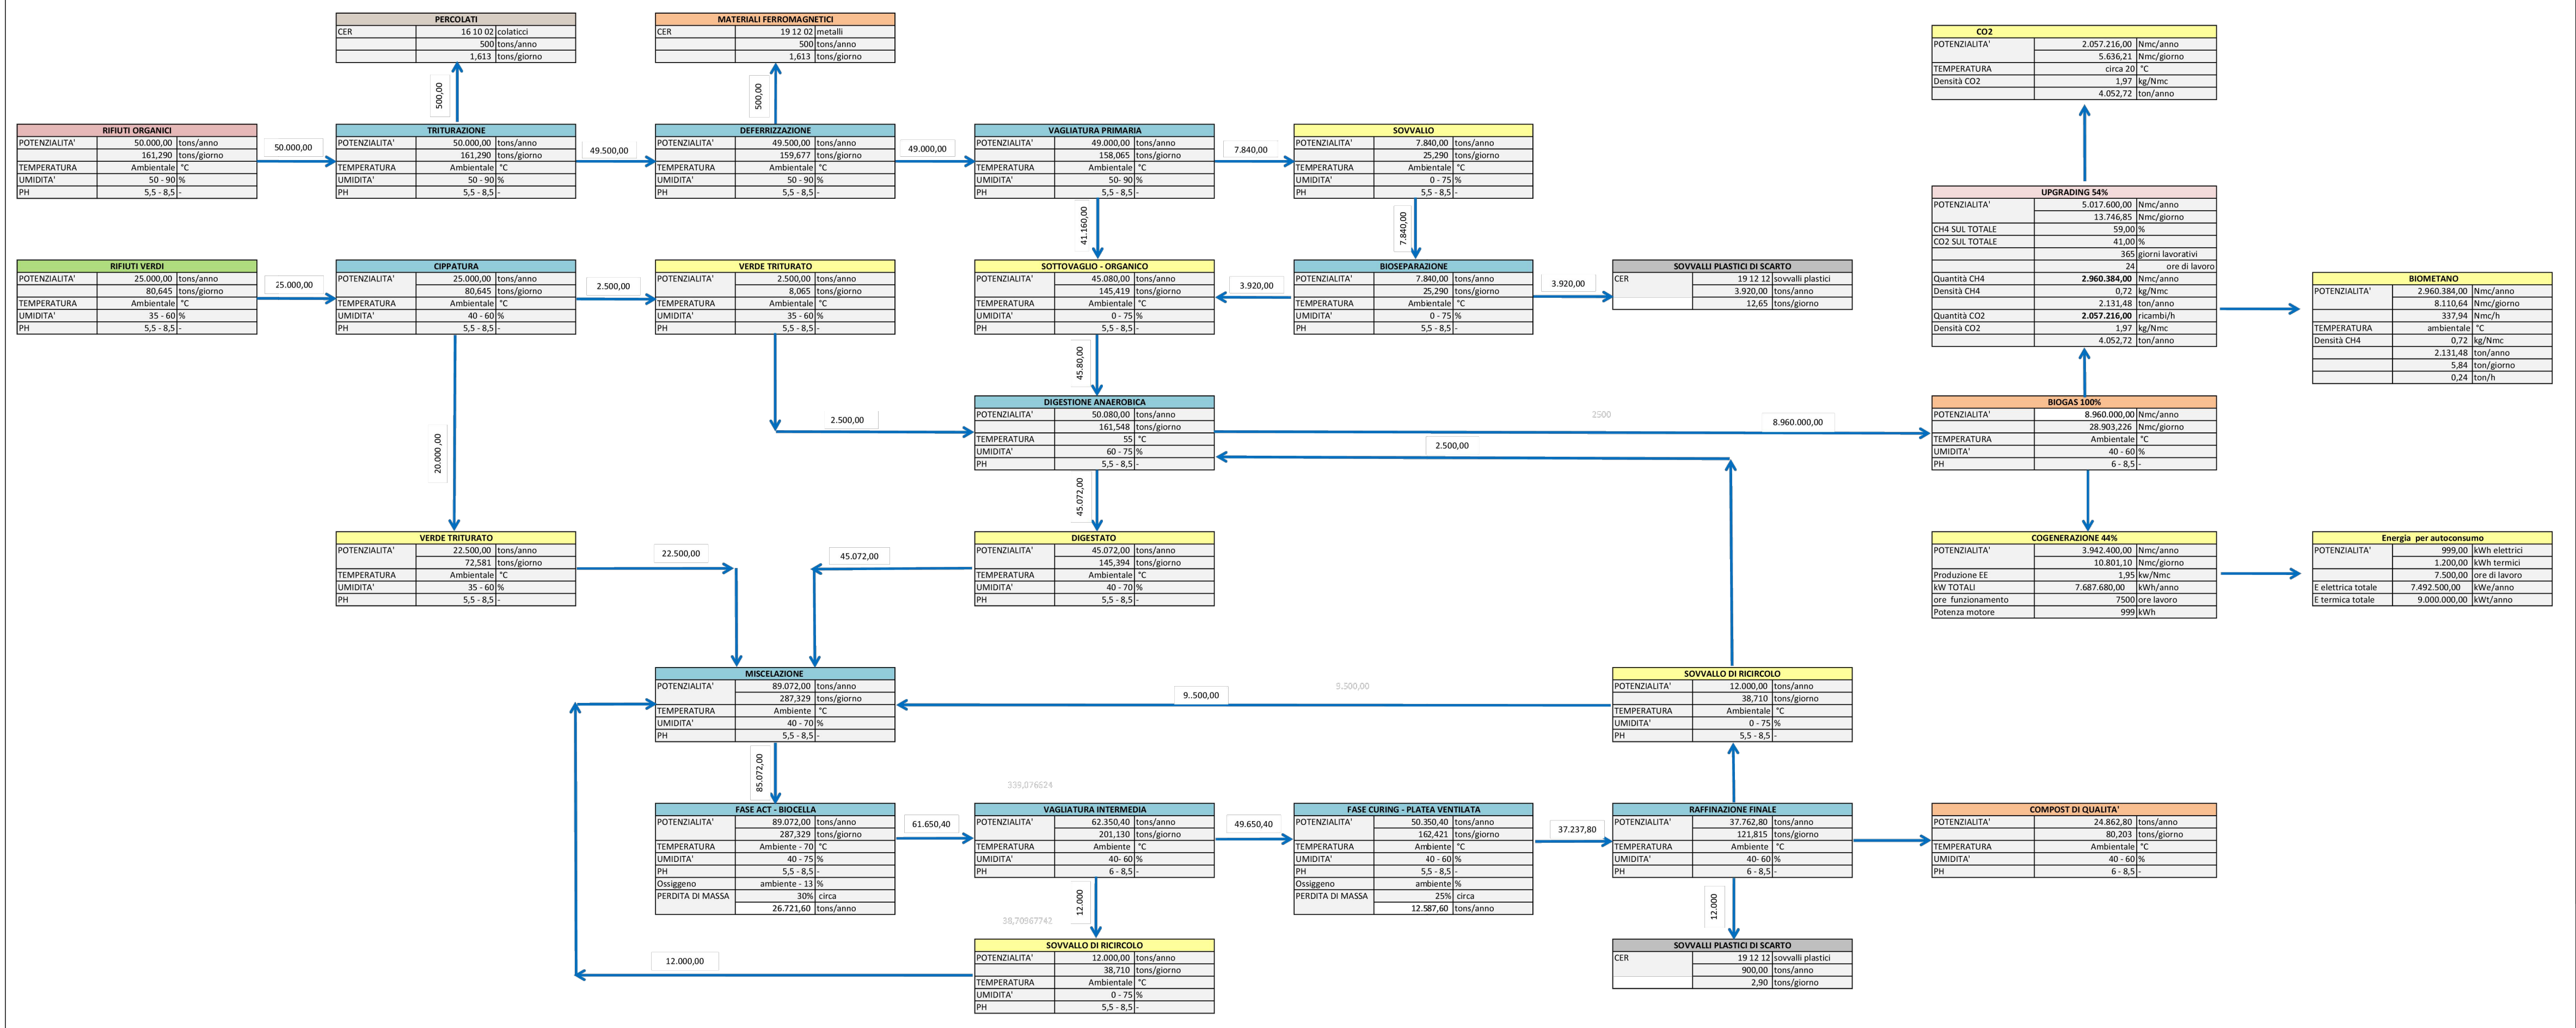 PERCOLATI
CER 16 10 02 colaticci
500 tons/anno
1,613 tons/giorno
MATERIALI FERROMAGNETICI
CER 19 12 02 metalli
500 tons/anno
1,613 tons/giorno
CO2
POTENZIALITA' 2.057.216,00 Nmc/anno
5.636,21 Nmc/giorno
TEMPERATURA circa 20 °C
Densità CO2 1,97 kg/Nmc
4.052,72 ton/anno
500,00
500,00
RIFIUTI ORGANICI
POTENZIALITA' 50.000,00 tons/anno
161,290 tons/giorno
TEMPERATURA Ambientale °C
UMIDITA' 50 - 90 %
PH 5,5 - 8,5 -
50.000,00
TRITURAZIONE
POTENZIALITA' 50.000,00 tons/anno
161,290 tons/giorno
TEMPERATURA Ambientale °C
UMIDITA' 50 - 90 %
PH 5,5 - 8,5 -
49.500,00
DEFERRIZZAZIONE
POTENZIALITA' 49.500,00 tons/anno
159,677 tons/giorno
TEMPERATURA Ambientale °C
UMIDITA' 50 - 90 %
PH 5,5 - 8,5 -
49.000,00
VAGLIATURA PRIMARIA
POTENZIALITA' 49.000,00 tons/anno
158,065 tons/giorno
TEMPERATURA Ambientale °C
UMIDITA' 50- 90 %
PH 5,5 - 8,5 -
7.840,00
SOVVALLO
POTENZIALITA' 7.840,00 tons/anno
25,290 tons/giorno
TEMPERATURA Ambientale °C
UMIDITA' 0 - 75 %
PH 5,5 - 8,5 -
41.160,00
7.840,00
UPGRADING 54%
POTENZIALITA' 5.017.600,00 Nmc/anno
13.746,85 Nmc/giorno
CH4 SUL TOTALE 59,00 %
CO2 SUL TOTALE 41,00 %
365 giorni lavorativi
24 ore di lavoro
Quantità CH4 2.960.384,00 Nmc/anno
Densità CH4 0,72 kg/Nmc
2.131,48 ton/anno
Quantità CO2 2.057.216,00 ricambi/h
Densità CO2 1,97 kg/Nmc
4.052,72 ton/anno
RIFIUTI VERDI
POTENZIALITA' 25.000,00 tons/anno
80,645 tons/giorno
TEMPERATURA Ambientale °C
UMIDITA' 35 - 60 %
PH 5,5 - 8,5 -
25.000,00
CIPPATURA
POTENZIALITA' 25.000,00 tons/anno
80,645 tons/giorno
TEMPERATURA Ambientale °C
UMIDITA' 40 - 60 %
PH 5,5 - 8,5 -
2.500,00
VERDE TRITURATO
POTENZIALITA' 2.500,00 tons/anno
8,065 tons/giorno
TEMPERATURA Ambientale °C
UMIDITA' 35 - 60 %
PH 5,5 - 8,5 -
SOTTOVAGLIO - ORGANICO
POTENZIALITA' 45.080,00 tons/anno
145,419 tons/giorno
TEMPERATURA Ambientale °C
UMIDITA' 0 - 75 %
PH 5,5 - 8,5 -
3.920,00
BIOSEPARAZIONE
POTENZIALITA' 7.840,00 tons/anno
25,290 tons/giorno
TEMPERATURA Ambientale °C
UMIDITA' 0 - 75 %
PH 5,5 - 8,5 -
3.920,00
SOVVALLI PLASTICI DI SCARTO
CER 19 12 12 sovvalli plastici
3.920,00 tons/anno
12,65 tons/giorno
BIOMETANO
POTENZIALITA' 2.960.384,00 Nmc/anno
8.110,64 Nmc/giorno
337,94 Nmc/h
TEMPERATURA ambientale °C
Densità CH4 0,72 kg/Nmc
2.131,48 ton/anno
5,84 ton/giorno
0,24 ton/h
45.800,00
20.000 ,00
2.500,00
DIGESTIONE ANAEROBICA
POTENZIALITA' 50.080,00 tons/anno
161,548 tons/giorno
TEMPERATURA 55 °C
UMIDITA' 60 - 75 %
PH 5,5 - 8,5 -
2500
8.960.000,00
2.500,00
BIOGAS 100%
POTENZIALITA' 8.960.000,00 Nmc/anno
28.903,226 Nmc/giorno
TEMPERATURA Ambientale °C
UMIDITA' 40 - 60 %
PH 6 - 8,5 -
45.072,00
VERDE TRITURATO
POTENZIALITA' 22.500,00 tons/anno
72,581 tons/giorno
TEMPERATURA Ambientale °C
UMIDITA' 35 - 60 %
PH 5,5 - 8,5 -
22.500,00
45.072,00
DIGESTATO
POTENZIALITA' 45.072,00 tons/anno
145,394 tons/giorno
TEMPERATURA Ambientale °C
UMIDITA' 40 - 70 %
PH 5,5 - 8,5 -
COGENERAZIONE 44%
POTENZIALITA' 3.942.400,00 Nmc/anno
10.801,10 Nmc/giorno
Produzione EE 1,95 kw/Nmc
kW TOTALI 7.687.680,00 kWh/anno
ore funzionamento 7500 ore lavoro
Potenza motore 999 kWh
Energia per autoconsumo
POTENZIALITA' 999,00 kWh elettrici
1.200,00 kWh termici
7.500,00 ore di lavoro
E elettrica totale 7.492.500,00 kWe/anno
E termica totale 9.000.000,00 kWt/anno
MISCELAZIONE
POTENZIALITA' 89.072,00 tons/anno
287,329 tons/giorno
TEMPERATURA Ambiente °C
UMIDITA' 40 - 70 %
PH 5,5 - 8,5 -
9..500,00
9.500,00
SOVVALLO DI RICIRCOLO
POTENZIALITA' 12.000,00 tons/anno
38,710 tons/giorno
TEMPERATURA Ambientale °C
UMIDITA' 0 - 75 %
PH 5,5 - 8,5 -
85.072,00
339,076624
FASE ACT - BIOCELLA
POTENZIALITA' 89.072,00 tons/anno
287,329 tons/giorno
TEMPERATURA Ambiente - 70 °C
UMIDITA' 40 - 75 %
PH 5,5 - 8,5 -
Ossiggeno ambiente - 13 %
PERDITA DI MASSA 30% circa
26.721,60 tons/anno
61.650,40
VAGLIATURA INTERMEDIA
POTENZIALITA' 62.350,40 tons/anno
201,130 tons/giorno
TEMPERATURA Ambiente °C
UMIDITA' 40- 60 %
PH 6 - 8,5 -
49.650,40
FASE CURING - PLATEA VENTILATA
POTENZIALITA' 50.350,40 tons/anno
162,421 tons/giorno
TEMPERATURA Ambiente °C
UMIDITA' 40 - 60 %
PH 5,5 - 8,5 -
Ossiggeno ambiente %
PERDITA DI MASSA 25% circa
12.587,60 tons/anno
37.237,80
RAFFINAZIONE FINALE
POTENZIALITA' 37.762,80 tons/anno
121,815 tons/giorno
TEMPERATURA Ambiente °C
UMIDITA' 40- 60 %
PH 6 - 8,5 -
COMPOST DI QUALITA'
POTENZIALITA' 24.862,80 tons/anno
80,203 tons/giorno
TEMPERATURA Ambientale °C
UMIDITA' 40 - 60 %
PH 6 - 8,5 -
12.000
12.000
38,70967742
12.000,00
SOVVALLO DI RICIRCOLO
POTENZIALITA' 12.000,00 tons/anno
38,710 tons/giorno
TEMPERATURA Ambientale °C
UMIDITA' 0 - 75 %
PH 5,5 - 8,5 -
SOVVALLI PLASTICI DI SCARTO
CER 19 12 12 sovvalli plastici
900,00 tons/anno
2,90 tons/giorno